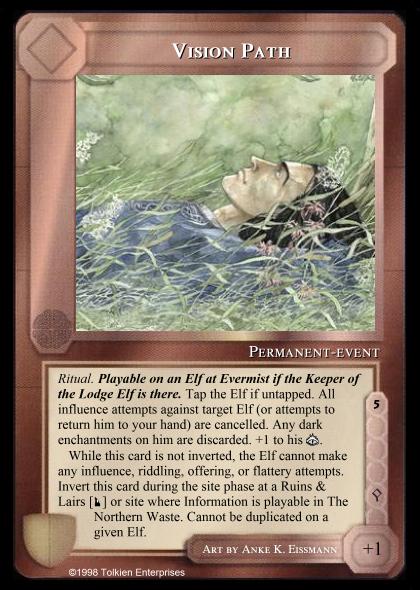 VISION PATH
PERMANENT-EVENT
Ritual. Playable on an Elf at Evermist if the Keeper of
the Lodge Elf is there. Tap the Elf if untapped. All
influence attempts against target Elf (or attempts to
return him to your hand) are cancelled. Any dark
enchantments on him are discarded. +1 to his
While this card is not inverted, the Elf cannot make
any influence, riddling, offering, or flattery attempts.
Invert this card during the site phase at a Ruins &
Lairs [ ] or site where Information is playable in The
Northern Waste. Cannot be duplicated on a
given Elf.
5
ART BY ANKE K. EISSMANN
+1
©1998 Tolkien Enterprises